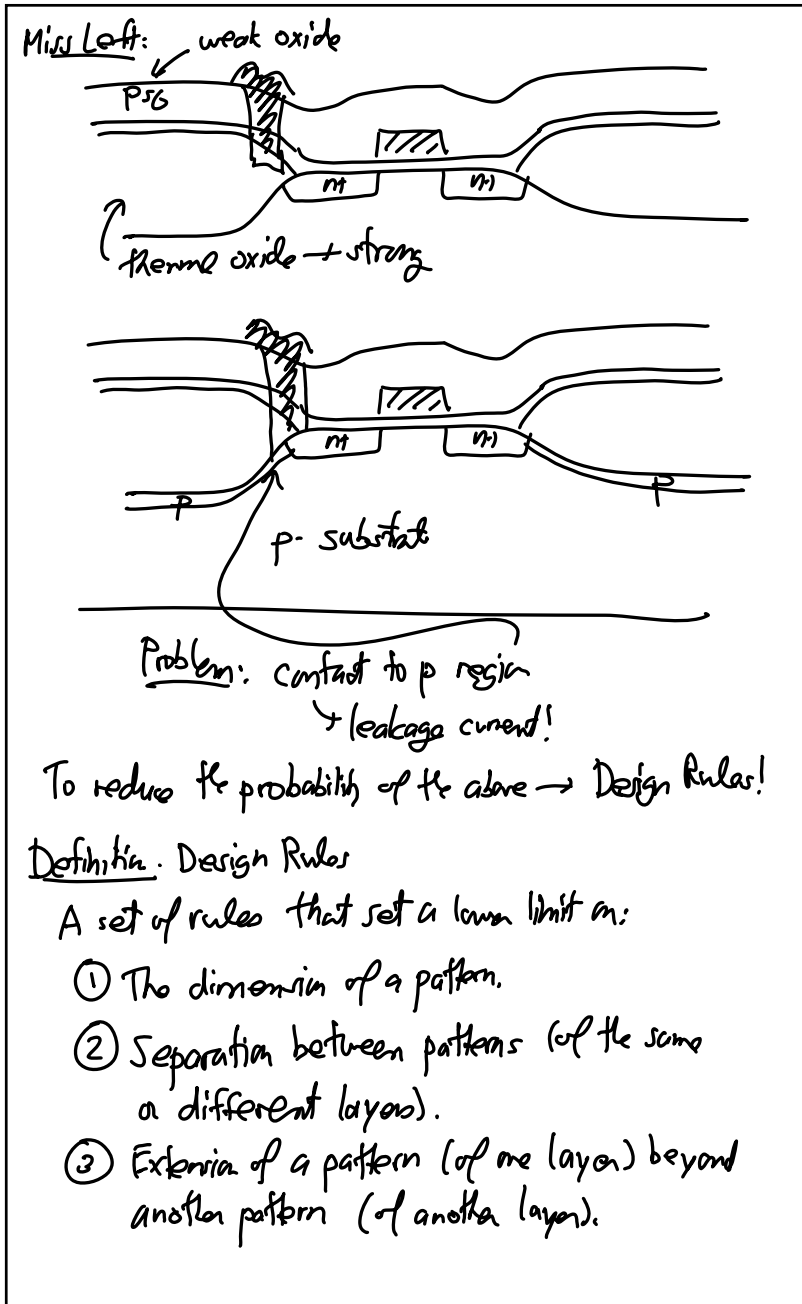 Miss Left: weak oxide
PSG
n+ n+
thermal oxide → strong
n+ n+
p p
p- substrat
Problem: contact to p region
↳ leakage current!
To reduce the probability of the above → Design Rules!
Definition. Design Rules
A set of rules that set a lower limit on:
① The dimension of a pattern.
② Separation between patterns (of the same
or different layers).
③ Extension of a pattern (of one layer) beyond
another pattern (of another layer).